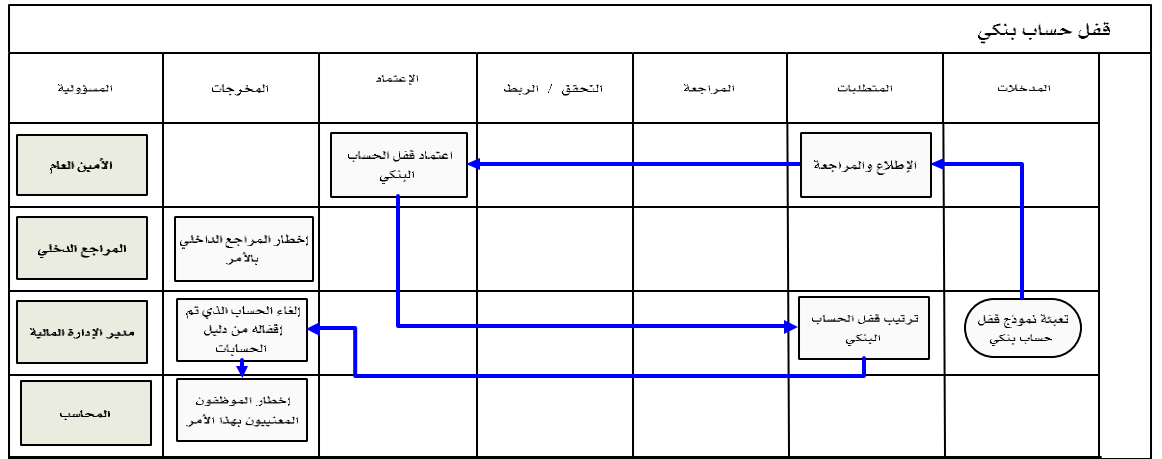 قفل حساب بنكي
المدخلات
المتطلبات
المراجعة
التحقق / الربط
الإعتماد
المخرجات
المسؤولية
الإطلاع والمراجعة
اعتماد قفل الحساب
البنكي
الأمين العام
إخطار المراجع الداخلي
بالأمر
المراجع الدخلي
تعبئة نموذج قفل
حساب بنكي
ترتيب قفل الحساب
البنكي
إلغاء الحساب الذي تم
إقفاله من دليل
الحسابات
مدير الإدارة المالية
إخطار الموظفون
المعنييون بهذا الأمر
المحاسب